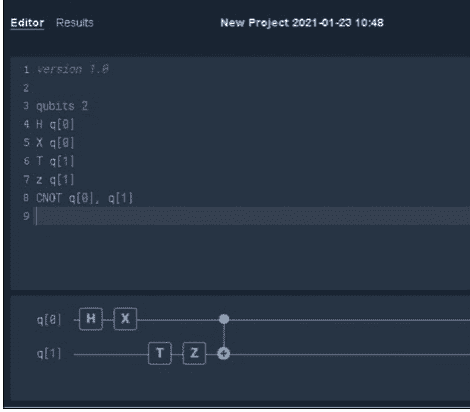 Editor Results New Project 2021-01-23 10:48
1 version 1.0
2
3 qubits 2
4 H q[0]
5 X q[0]
6 T q[1]
7 z q[1]
8 CNOT q[0], q[1]
9
q[0] H X
q[1] T Z